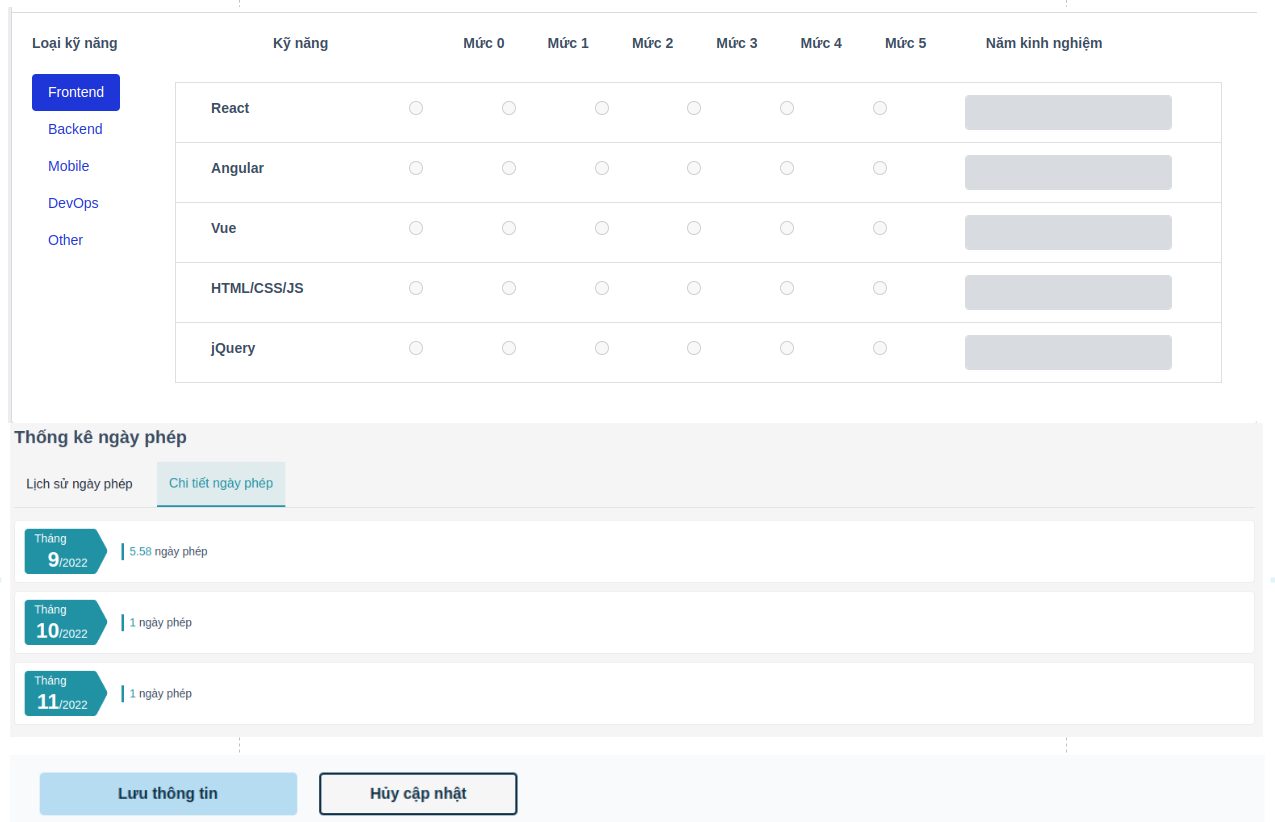 Loại kỹ năng Kỹ năng Mức 0 Mức 1 Mức 2 Mức 3 Mức 4 Mức 5 Năm kinh nghiệm
Frontend
Backend
Mobile
DevOps
Other
React
Angular
Vue
HTML/CSS/JS
jQuery
Thống kê ngày phép
Lịch sử ngày phép Chi tiết ngày phép
Tháng
9/2022
5.58 ngày phép
Tháng
10/2022
1 ngày phép
Tháng
11/2022
1 ngày phép
Lưu thông tin Hủy cập nhật